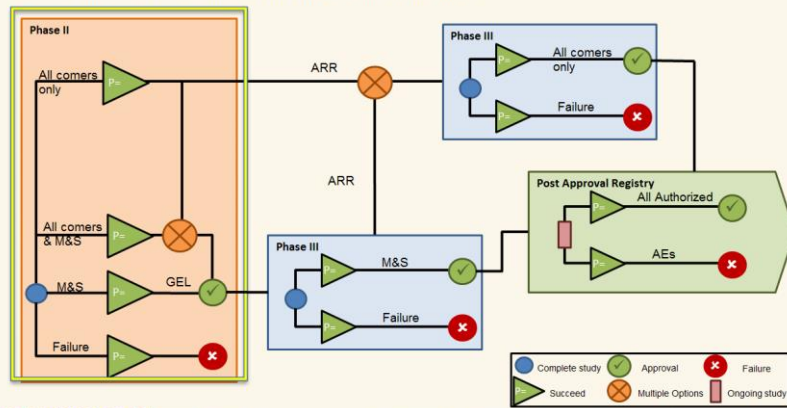 Phase II
All comers
only
P=
ARR
Phase III
P=
All comers
only
P=
Failure
ARR
Post Approval Registry
P=
All Authorized
P=
AEs
All comers
& M&S
P=
M&S
P=
GEL
Failure
P=
Phase III
P=
M&S
P=
Failure
Complete study
Approval
Failure
P=
Succeed
Multiple Options
Ongoing study